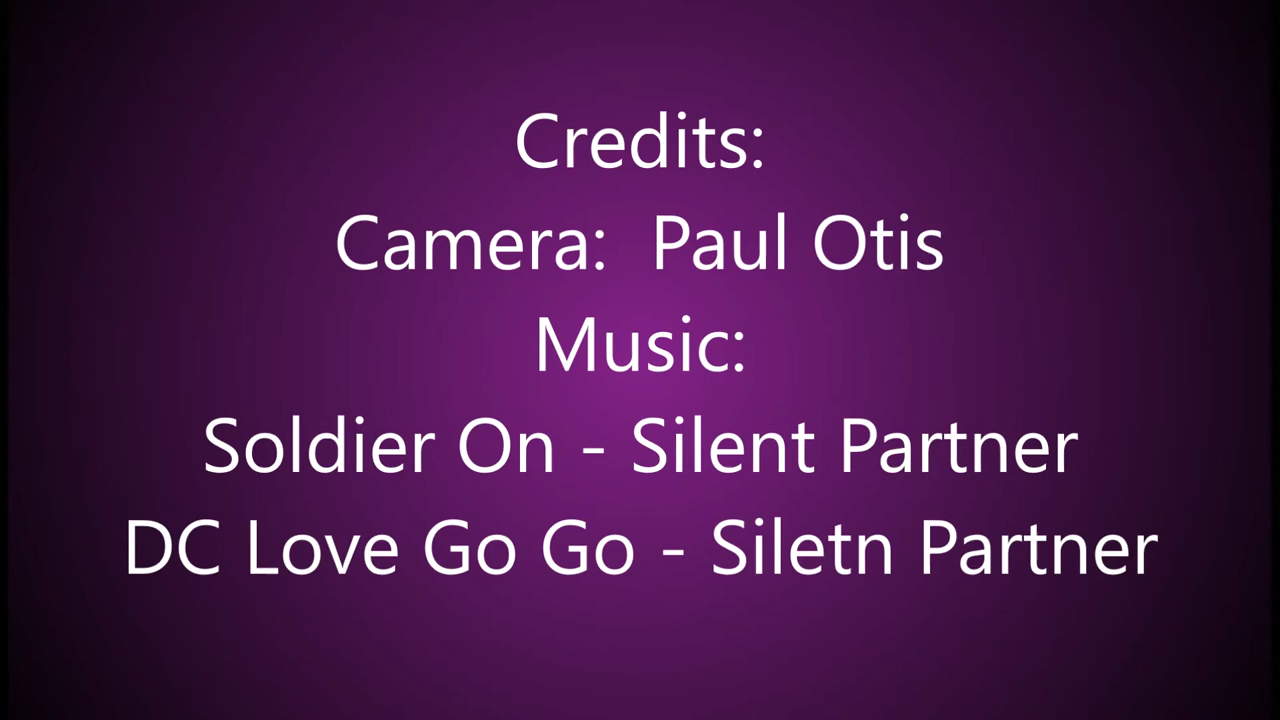 Credits:
Camera:  Paul Otis
Music:
Soldier On - Silent Partner
DC Love Go Go - Siletn Partner